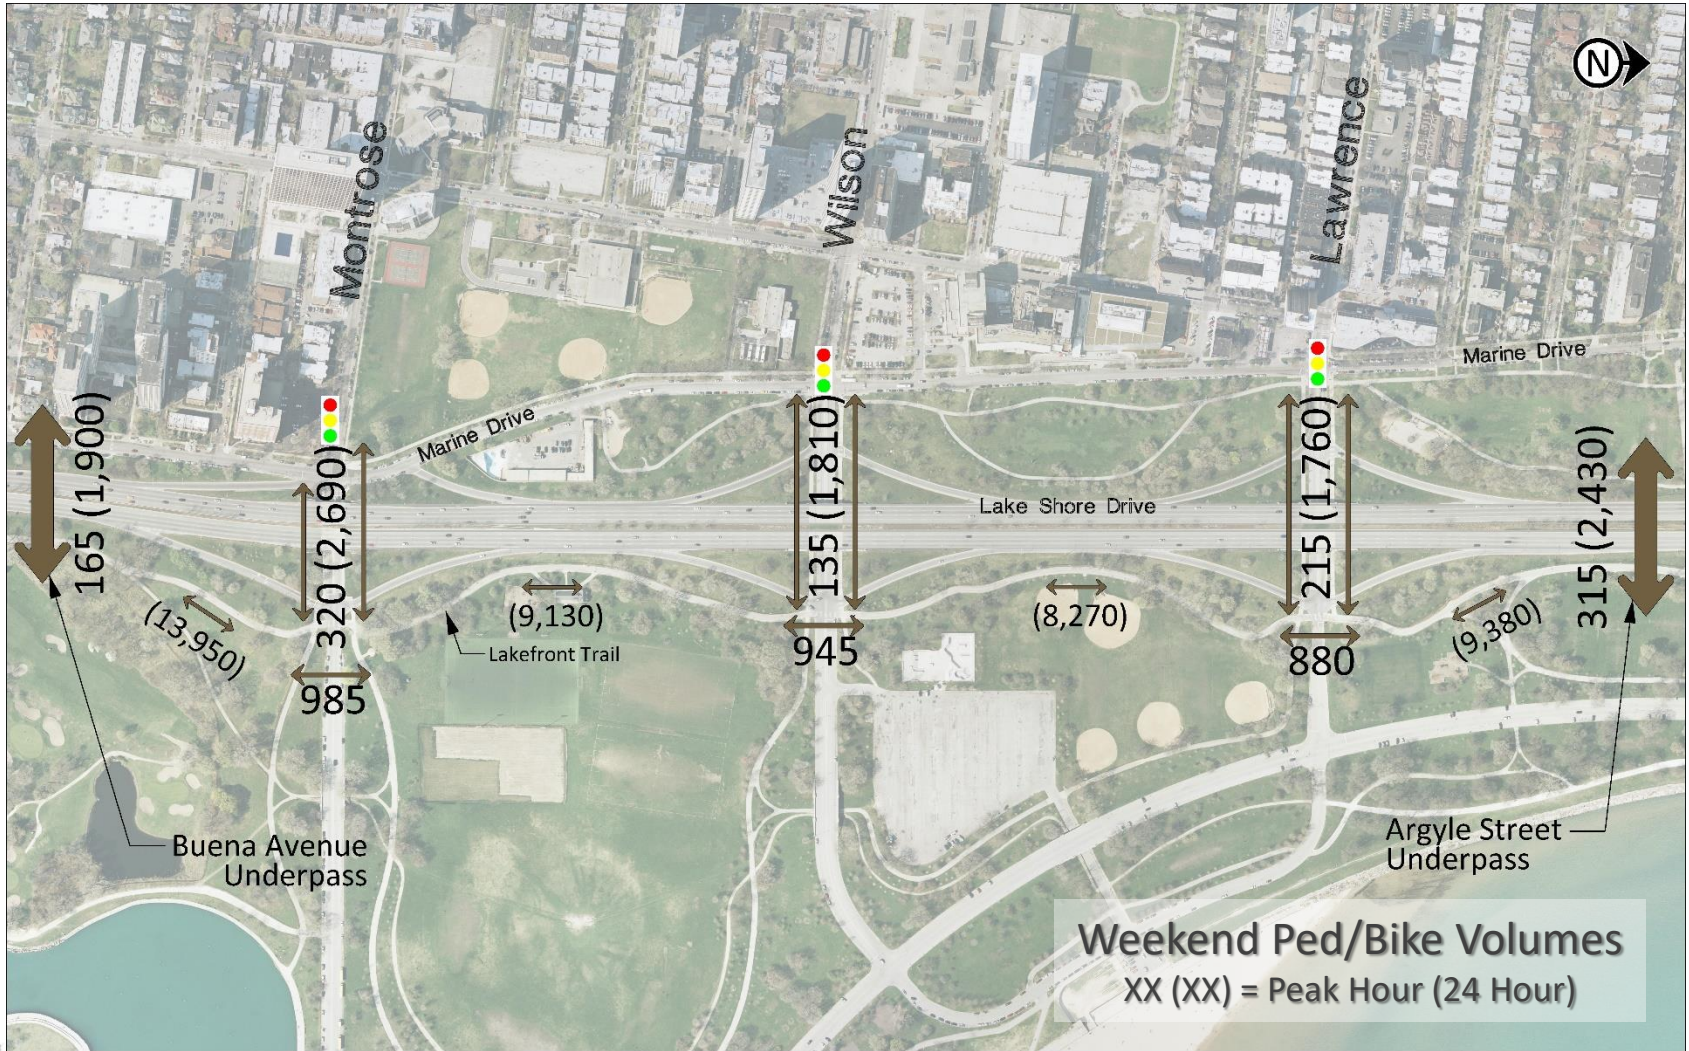 N
Montrose
Wilson
Lawrence
Marine Drive
Marine Drive
Lake Shore Drive
165 (1,900)
320 (2,690)
135 (1,810)
215 (1,760)
315 (2,430)
(13,950)
(9,130)
(8,270)
(9,380)
Lakefront Trail
985
945
880
Buena Avenue
Underpass
Argyle Street
Underpass
Weekend Ped/Bike Volumes
XX (XX) = Peak Hour (24 Hour)